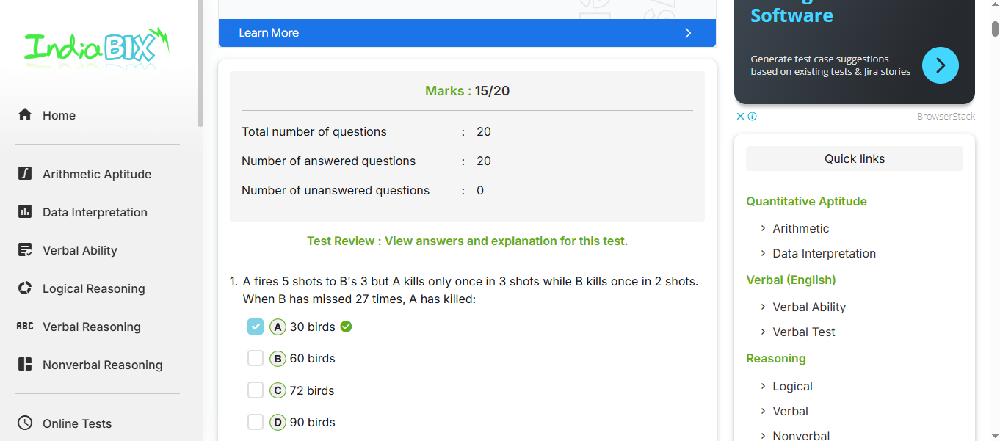 IndiaBIX
Home
Arithmetic Aptitude
Data Interpretation
Verbal Ability
Logical Reasoning
ABC Verbal Reasoning
Nonverbal Reasoning
Online Tests
Learn More
Marks : 15/20
Total number of questions : 20
Number of answered questions : 20
Number of unanswered questions : 0
Test Review : View answers and explanation for this test.
1. A fires 5 shots to B's 3 but A kills only once in 3 shots while B kills once in 2 shots.
When B has missed 27 times, A has killed:
A 30 birds
B 60 birds
C 72 birds
D 90 birds
Software
Generate test case suggestions
based on existing tests & Jira stories
BrowserStack
Quick links
Quantitative Aptitude
Arithmetic
Data Interpretation
Verbal (English)
Verbal Ability
Verbal Test
Reasoning
Logical
Verbal
Nonverbal